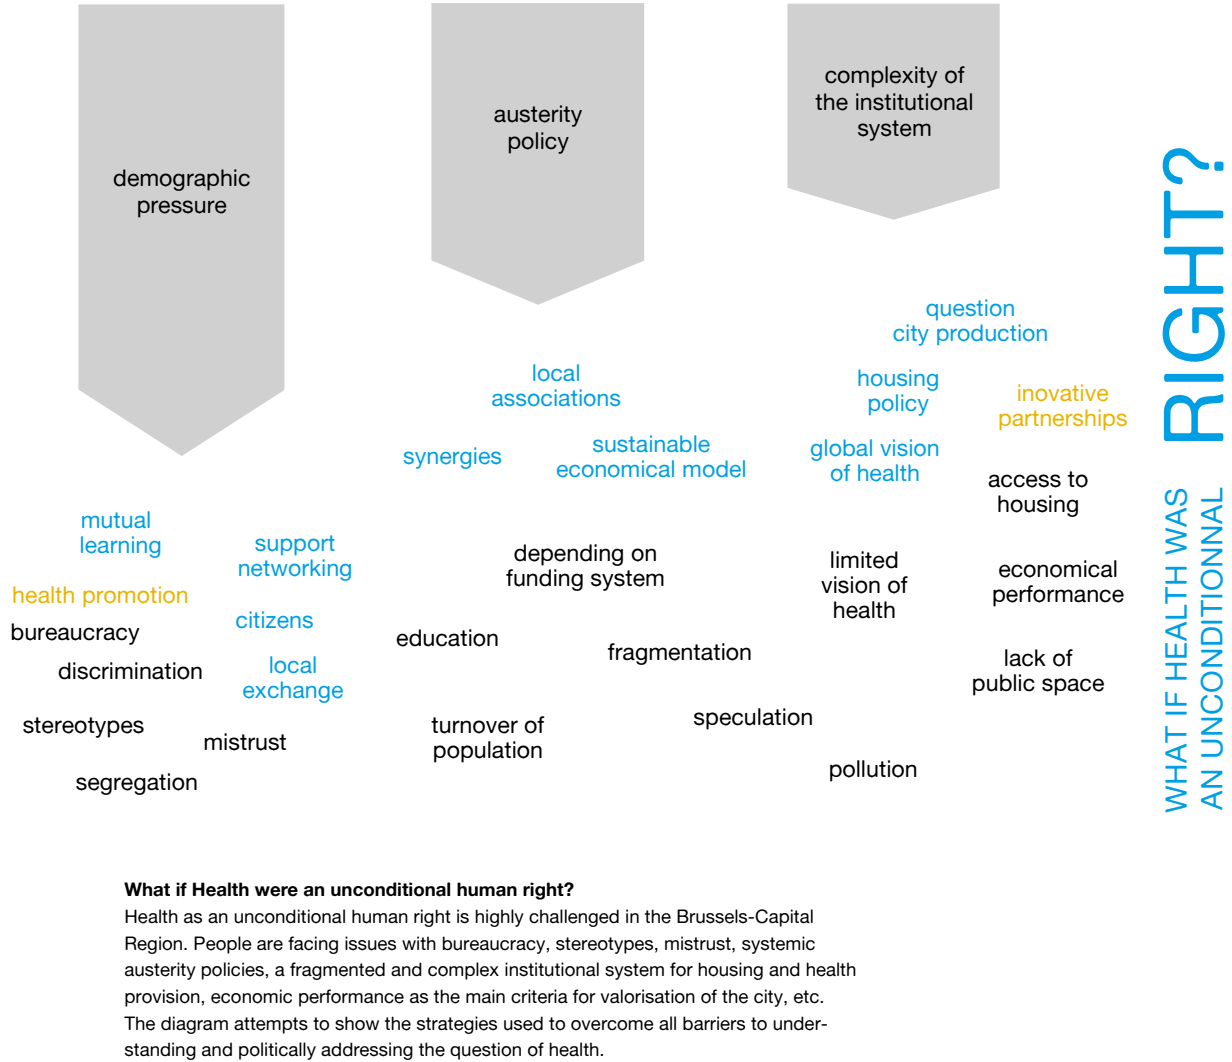 demographic
pressure
austerity
policy
complexity of
the institutional
system
question
city production
local
associations
housing
policy
inovative
partnerships
synergies
sustainable
economical model
global vision
of health
access to
housing
mutual
learning
support
networking
depending on
funding system
limited
vision of
health
economical
performance
health promotion
citizens
bureaucracy
education
fragmentation
discrimination
local
exchange
lack of
public space
stereotypes
mistrust
turnover of
population
speculation
segregation
pollution
WHAT IF HEALTH WAS
AN UNCONDITIONNAL RIGHT?
What if Health were an unconditional human right?
Health as an unconditional human right is highly challenged in the Brussels-Capital
Region. People are facing issues with bureaucracy, stereotypes, mistrust, systemic
austerity policies, a fragmented and complex institutional system for housing and health
provision, economic performance as the main criteria for valorisation of the city, etc.
The diagram attempts to show the strategies used to overcome all barriers to under-
standing and politically addressing the question of health.